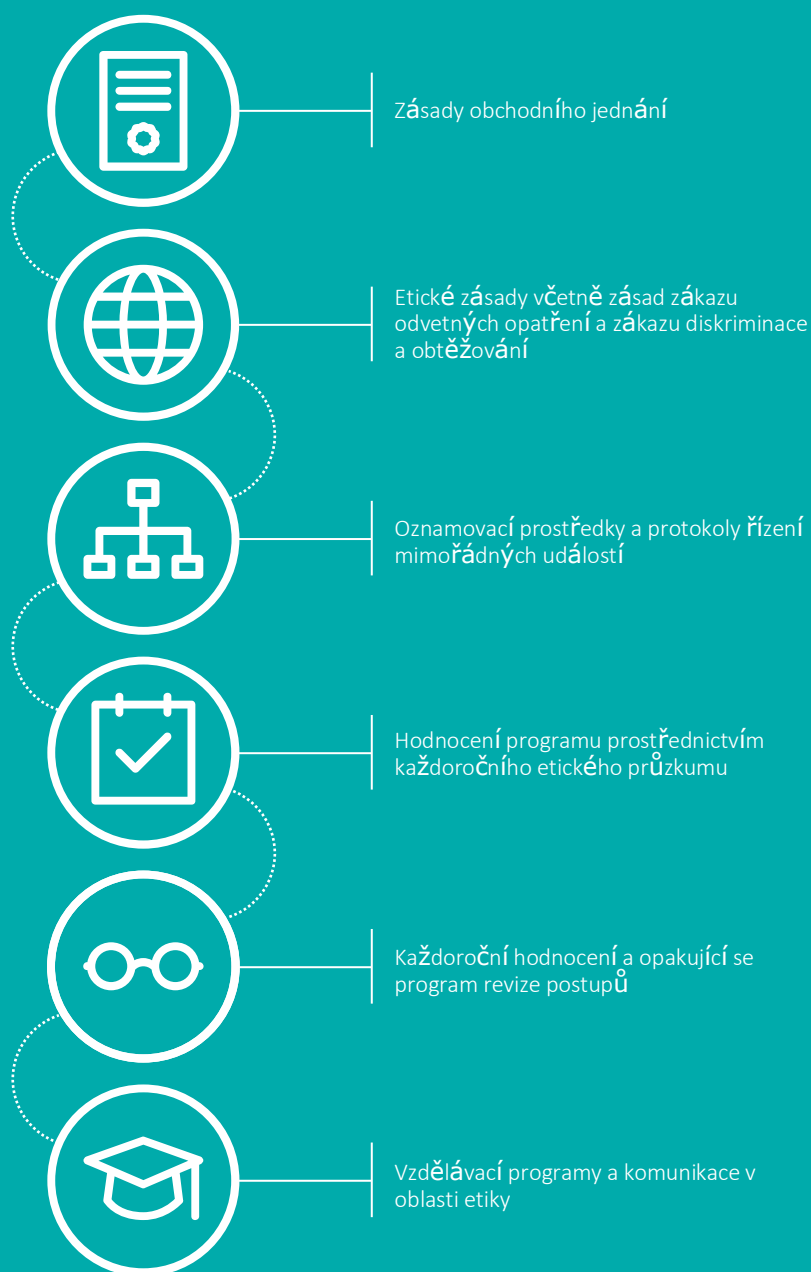 Zásady obchodního jednání
Etické zásady včetně zásad zákazu
odvetných opatření a zákazu diskriminace
a obtěžování
Oznamovací prostředky a protokoly řízení
mimořádných událostí
Hodnocení programu prostřednictvím
každoročního etického průzkumu
Každoroční hodnocení a opakující se
program revize postupů
Vzdělávací programy a komunikace v
oblasti etiky